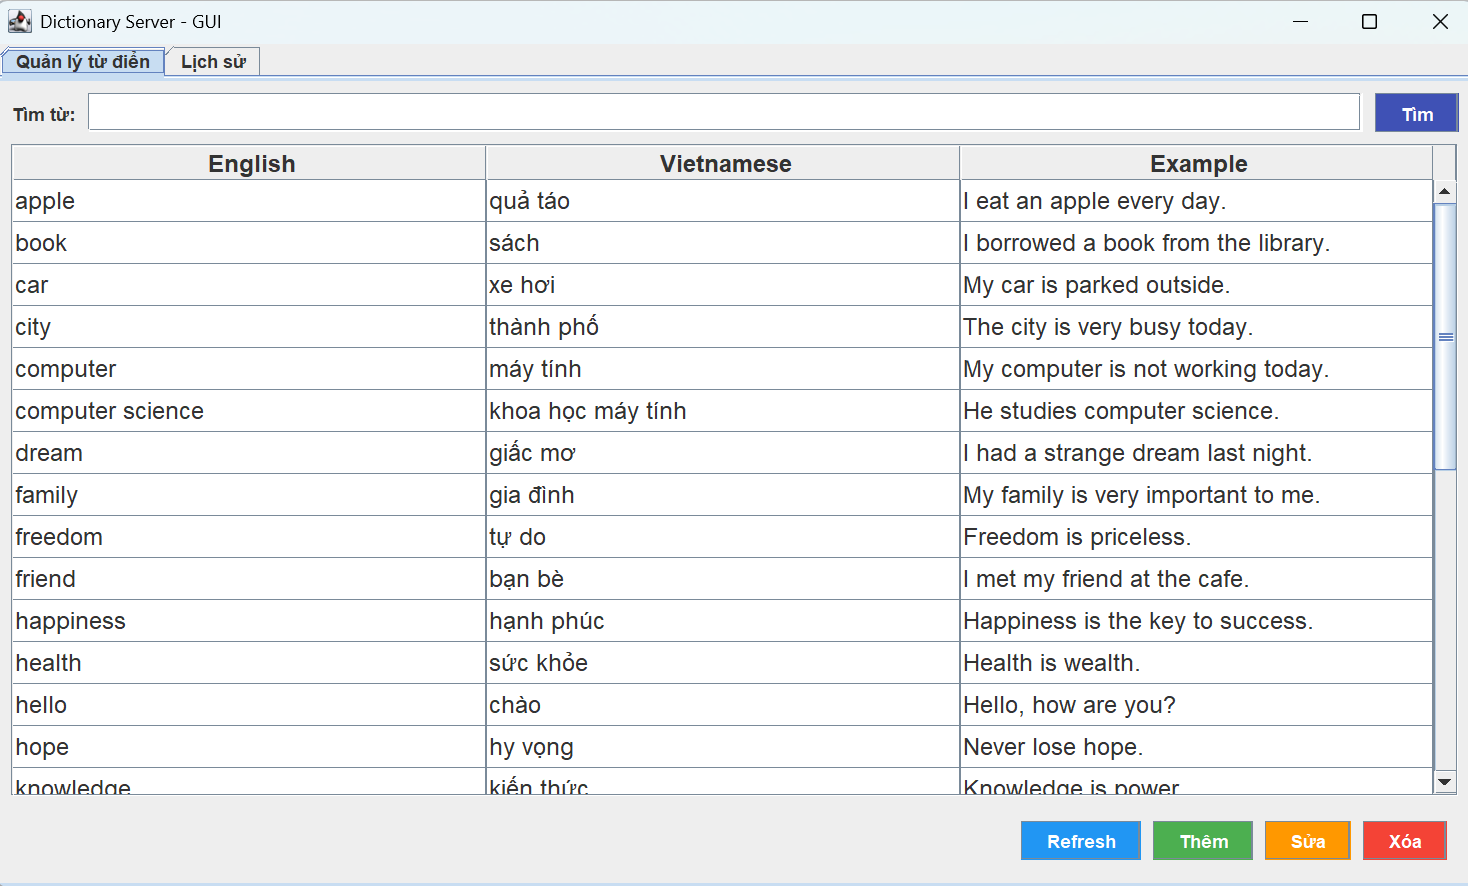 Dictionary Server - GUI
Quản lý từ điển Lịch sử
Tìm từ: Tìm
English Vietnamese Example
apple quả táo I eat an apple every day.
book sách I borrowed a book from the library.
car xe hơi My car is parked outside.
city thành phố The city is very busy today.
computer máy tính My computer is not working today.
computer science khoa học máy tính He studies computer science.
dream giấc mơ I had a strange dream last night.
family gia đình My family is very important to me.
freedom tự do Freedom is priceless.
friend bạn bè I met my friend at the cafe.
happiness hạnh phúc Happiness is the key to success.
health sức khỏe Health is wealth.
hello chào Hello, how are you?
hope hy vọng Never lose hope.
knowledge kiến thức Knowledge is power
Refresh Thêm Sửa Xóa